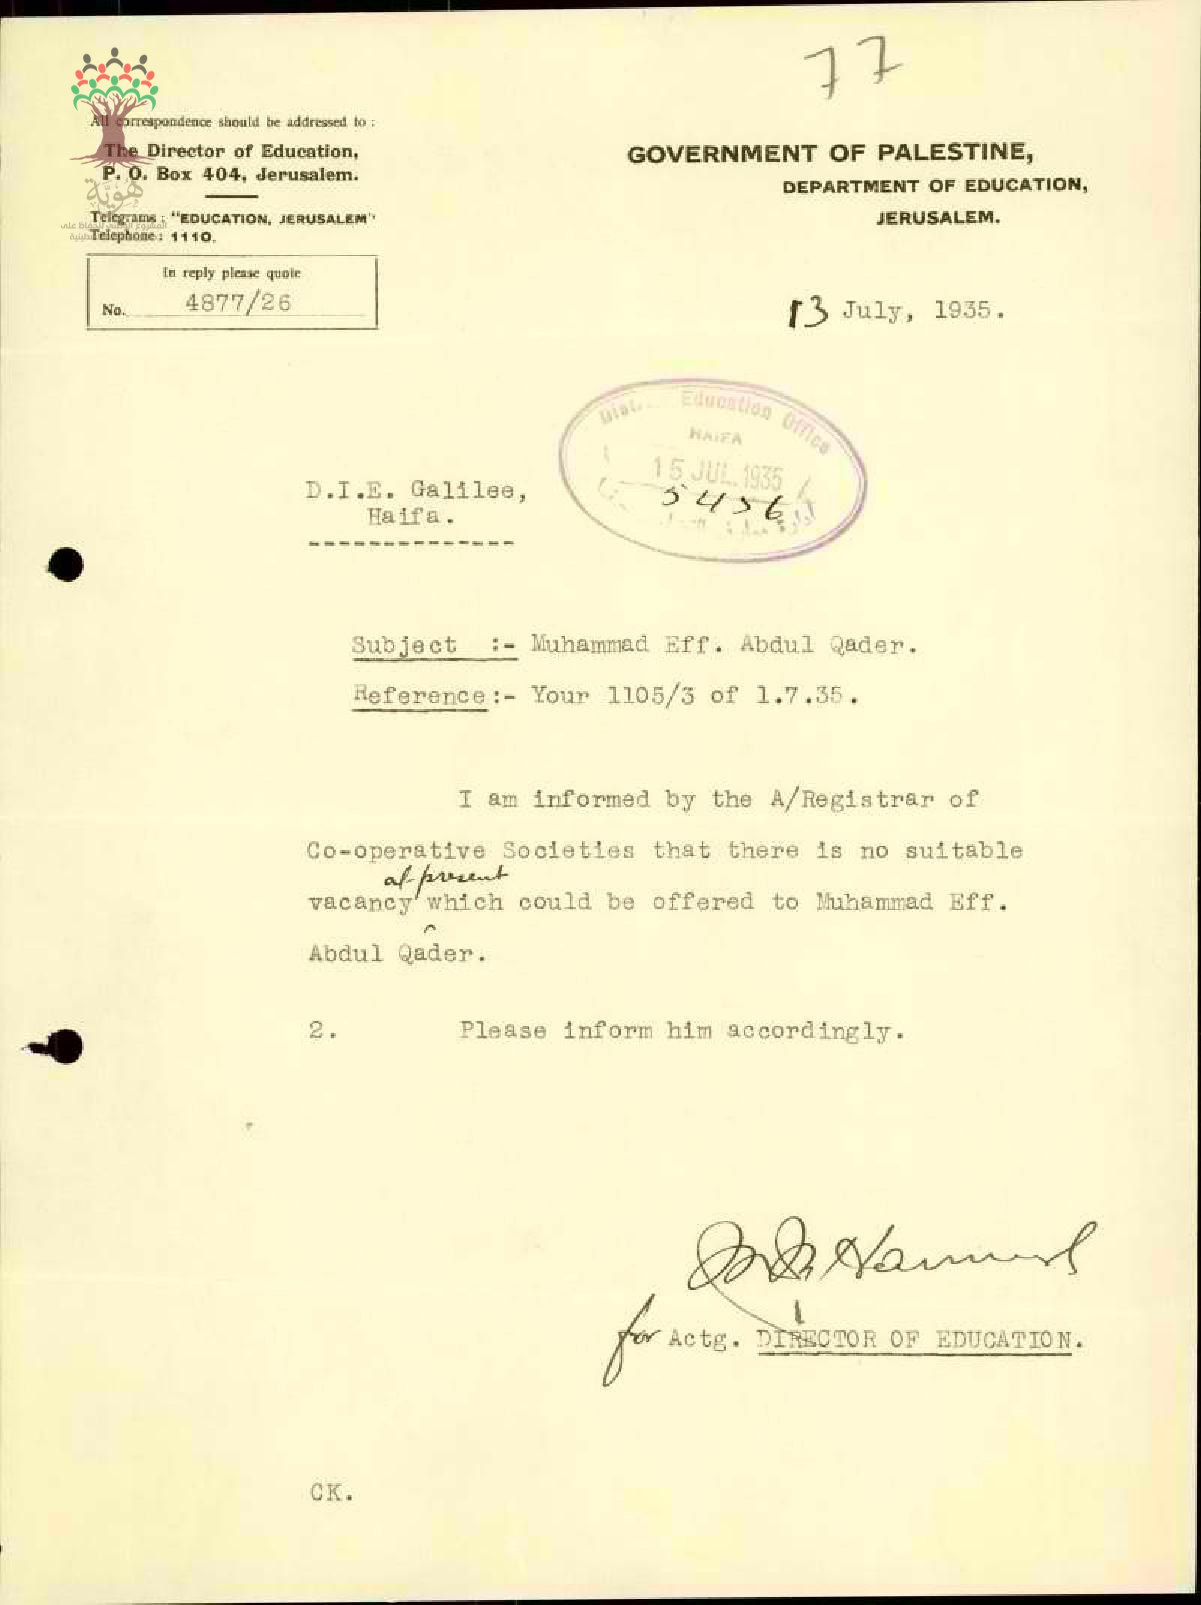 77
All correspondence should be addressed to :
The Director of Education,
P. O. Box 404, Jerusalem.
Telegrams : "EDUCATION, JERUSALEM"
Telephone : 1110.
In reply please quote
No. 4877/26
GOVERNMENT OF PALESTINE,
DEPARTMENT OF EDUCATION,
JERUSALEM.
13 July, 1935.
هوية
Education Office
HAIFA
15 JUL. 1935
5456
D.I.E. Galilee,
Haifa.
Subject :- Muhammad Eff. Abdul Qader.
Reference:- Your 1105/3 of 1.7.35.
I am informed by the A/Registrar of
Co-operative Societies that there is no suitable
at present
vacancy which could be offered to Muhammad Eff.
Abdul Qader.
2. Please inform him accordingly.
for Actg. DIRECTOR OF EDUCATION.
CK.